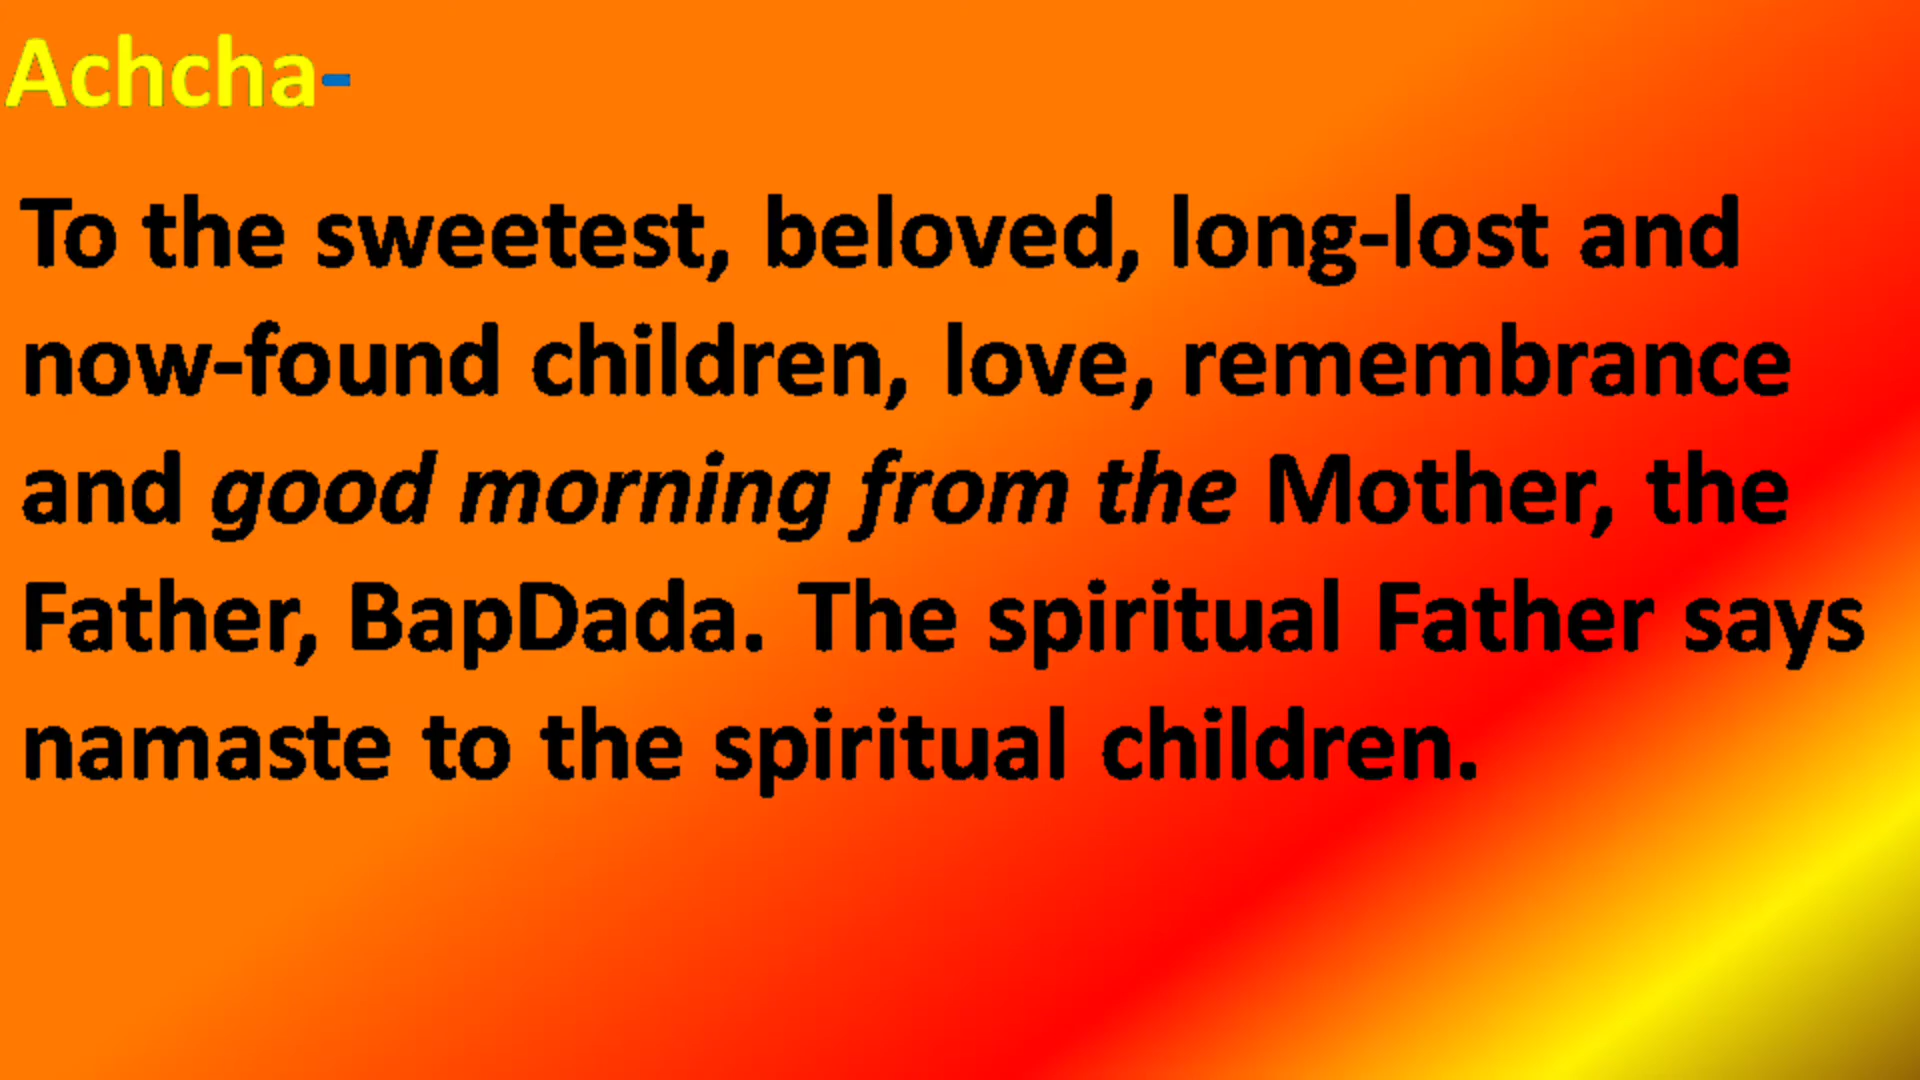 Achcha-
To the sweetest, beloved, long-lost and
now-found children, love, remembrance
and good morning from the Mother, the
Father, BapDada. The spiritual Father says
namaste to the spiritual children.